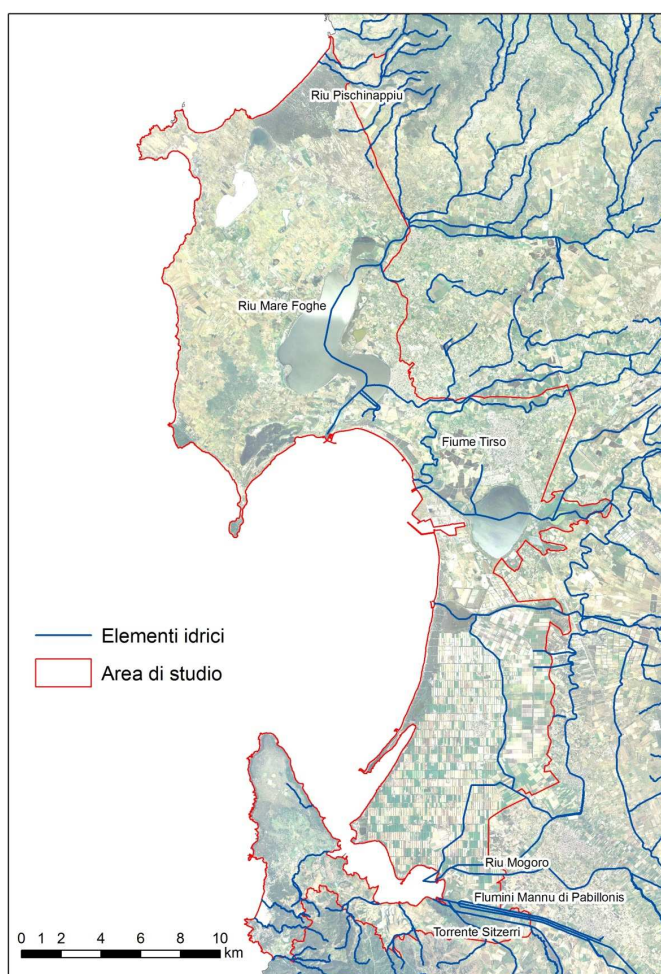 Riu Pischinappiu
Riu Mare Foghe
Fiume Tirso
Elementi idrici
Area di studio
Riu Mogoro
Flumini Mannu di Pabillonis
Torrente Sitzerri
0 1 2 4 6 8 10
km